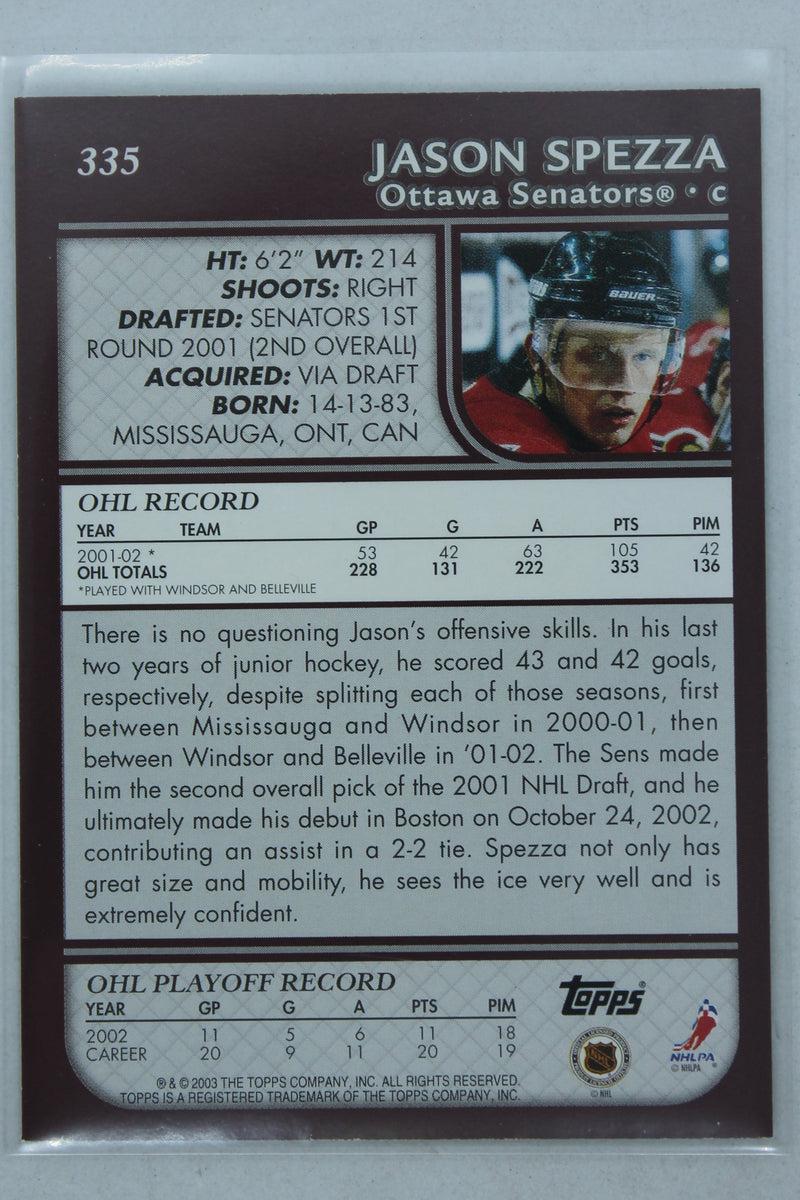 335
JASON SPEZZA
Ottawa Senators® · C
HT: 6'2" WT: 214
SHOOTS: RIGHT
DRAFTED: SENATORS 1ST
ROUND 2001 (2ND OVERALL)
ACQUIRED: VIA DRAFT
BORN: 14-13-83,
MISSISSAUGA, ONT, CAN
BAUER
OHL RECORD
YEAR TEAM GP G A PTS PIM
2001-02 * 53 42 63 105 42
OHL TOTALS 228 131 222 353 136
*PLAYED WITH WINDSOR AND BELLEVILLE
There is no questioning Jason's offensive skills. In his last
two years of junior hockey, he scored 43 and 42 goals,
respectively, despite splitting each of those seasons, first
between Mississauga and Windsor in 2000-01, then
between Windsor and Belleville in '01-02. The Sens made
him the second overall pick of the 2001 NHL Draft, and he
ultimately made his debut in Boston on October 24, 2002,
contributing an assist in a 2-2 tie. Spezza not only has
great size and mobility, he sees the ice very well and is
extremely confident.
OHL PLAYOFF RECORD
YEAR GP G A PTS PIM
2002 11 5 6 11 18
CAREER 20 9 11 20 19
® & © 2003 THE TOPPS COMPANY, INC. ALL RIGHTS RESERVED.
TOPPS IS A REGISTERED TRADEMARK OF THE TOPPS COMPANY, INC.
Topps®
NHL
© NHL
NHLPA ®
© NHLPA